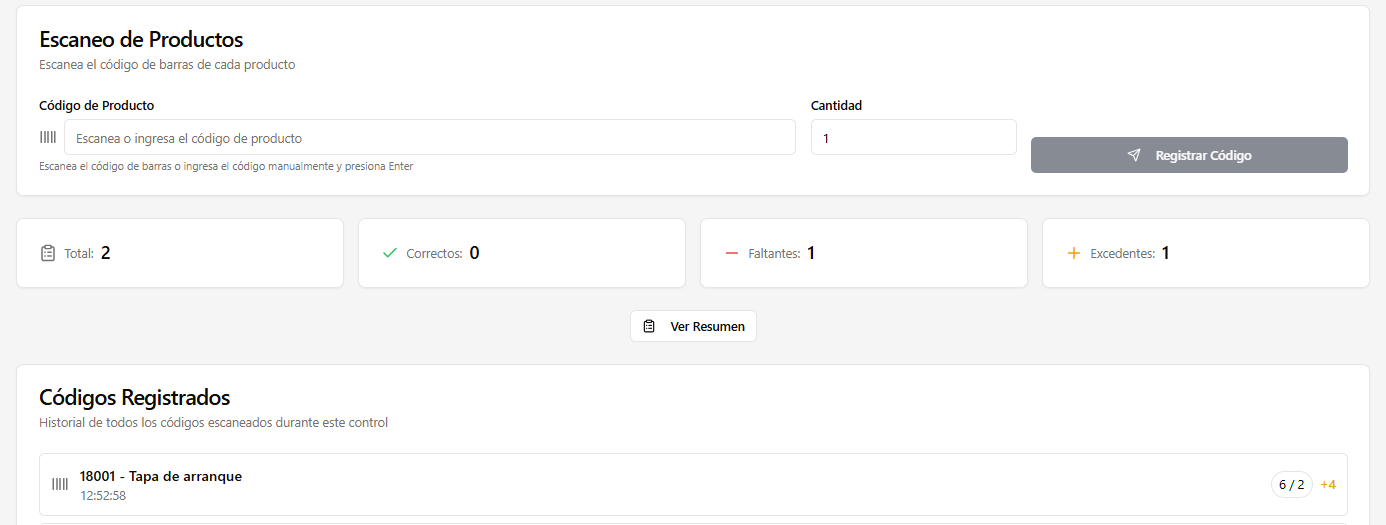 Escaneo de Productos
Escanea el código de barras de cada producto
Código de Producto
Cantidad
Escanea o ingresa el código de producto
1
Registrar Código
Escanea el código de barras o ingresa el código manualmente y presiona Enter
Total: 2
Correctos: 0
Faltantes: 1
Excedentes: 1
Ver Resumen
Códigos Registrados
Historial de todos los códigos escaneados durante este control
18001 - Tapa de arranque
12:52:58
6 / 2
+4